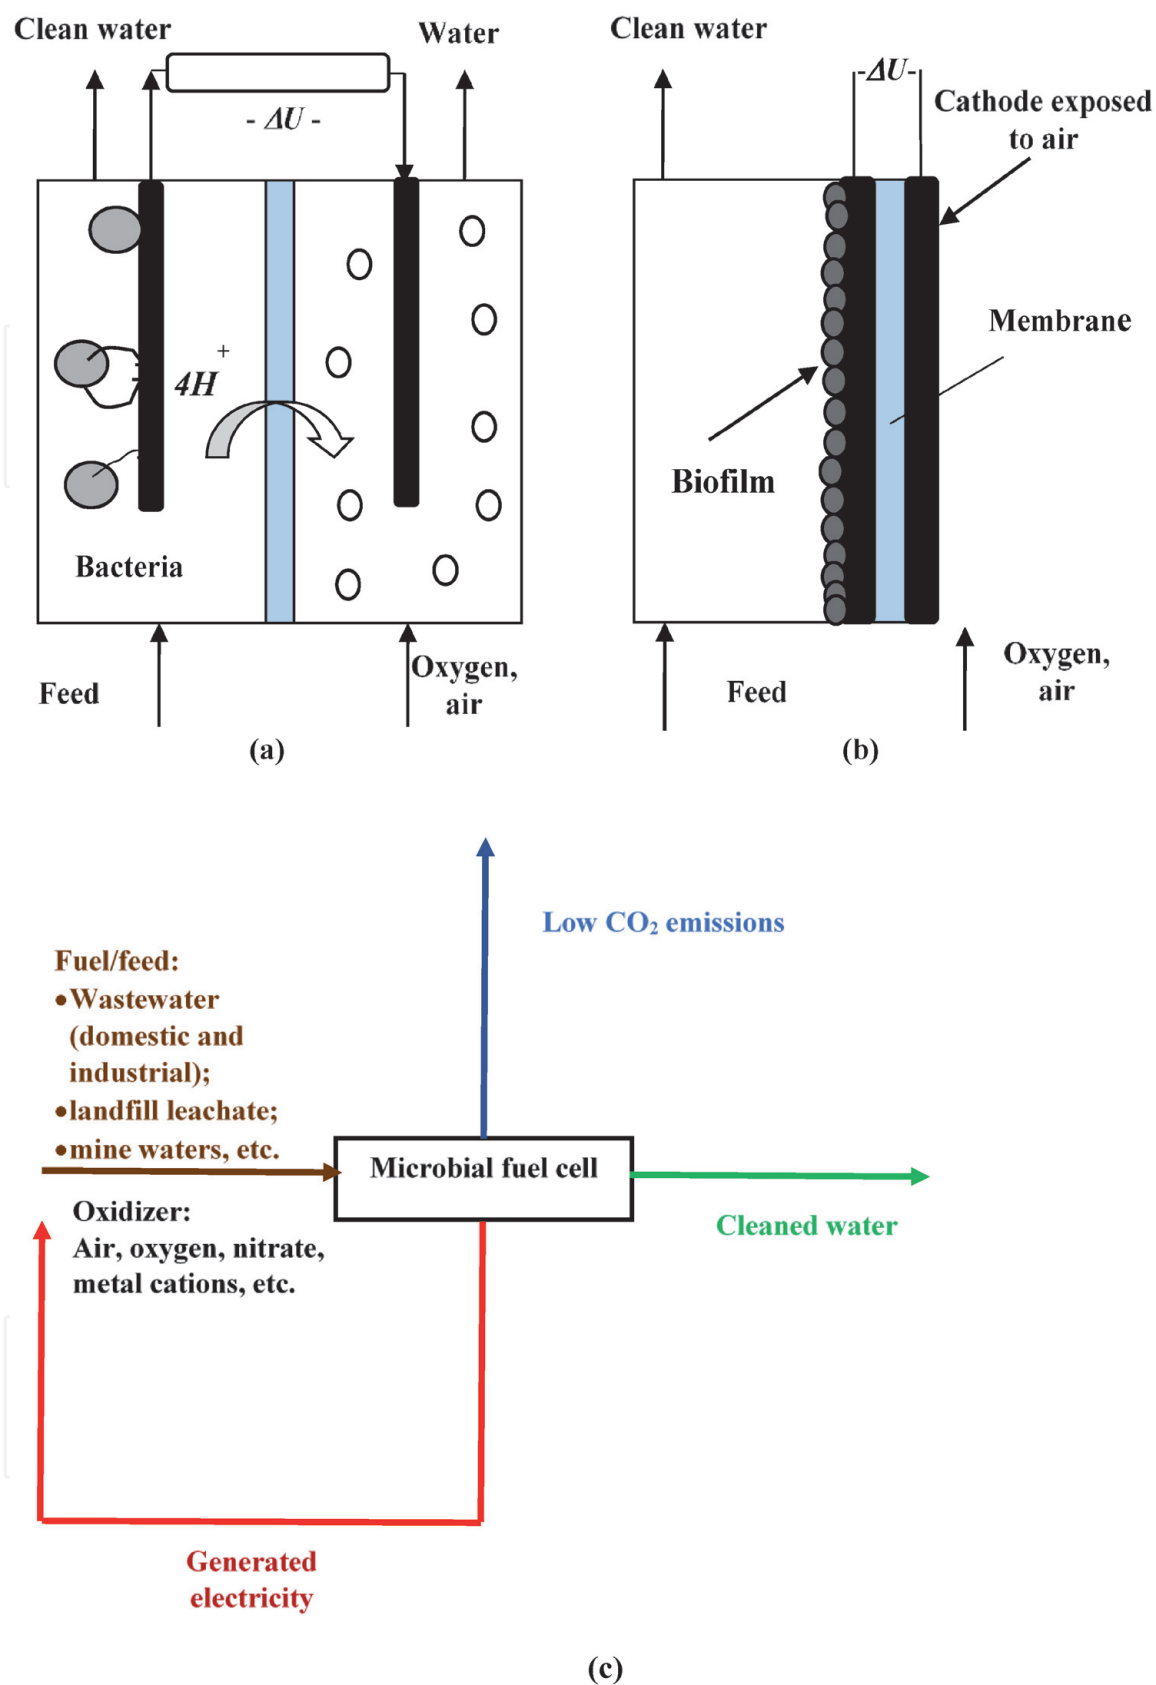 Clean water
Water
- ΔU -
4H+
Bacteria
Feed
Oxygen,
air
(a)
Clean water
-ΔU-
Cathode exposed
to air
Membrane
Biofilm
Feed
Oxygen,
air
(b)
Low CO₂ emissions
Fuel/feed:
•Wastewater
(domestic and
industrial);
•landfill leachate;
•mine waters, etc.
Microbial fuel cell
Cleaned water
Oxidizer:
Air, oxygen, nitrate,
metal cations, etc.
Generated
electricity
(c)